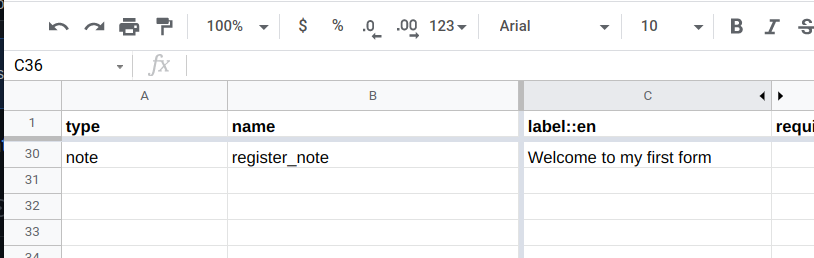 100% $ % .0 .00 123 Arial 10 B I S
C36 fx
A B C
1 type name label::en requi
30 note register_note Welcome to my first form
31
32
33
34